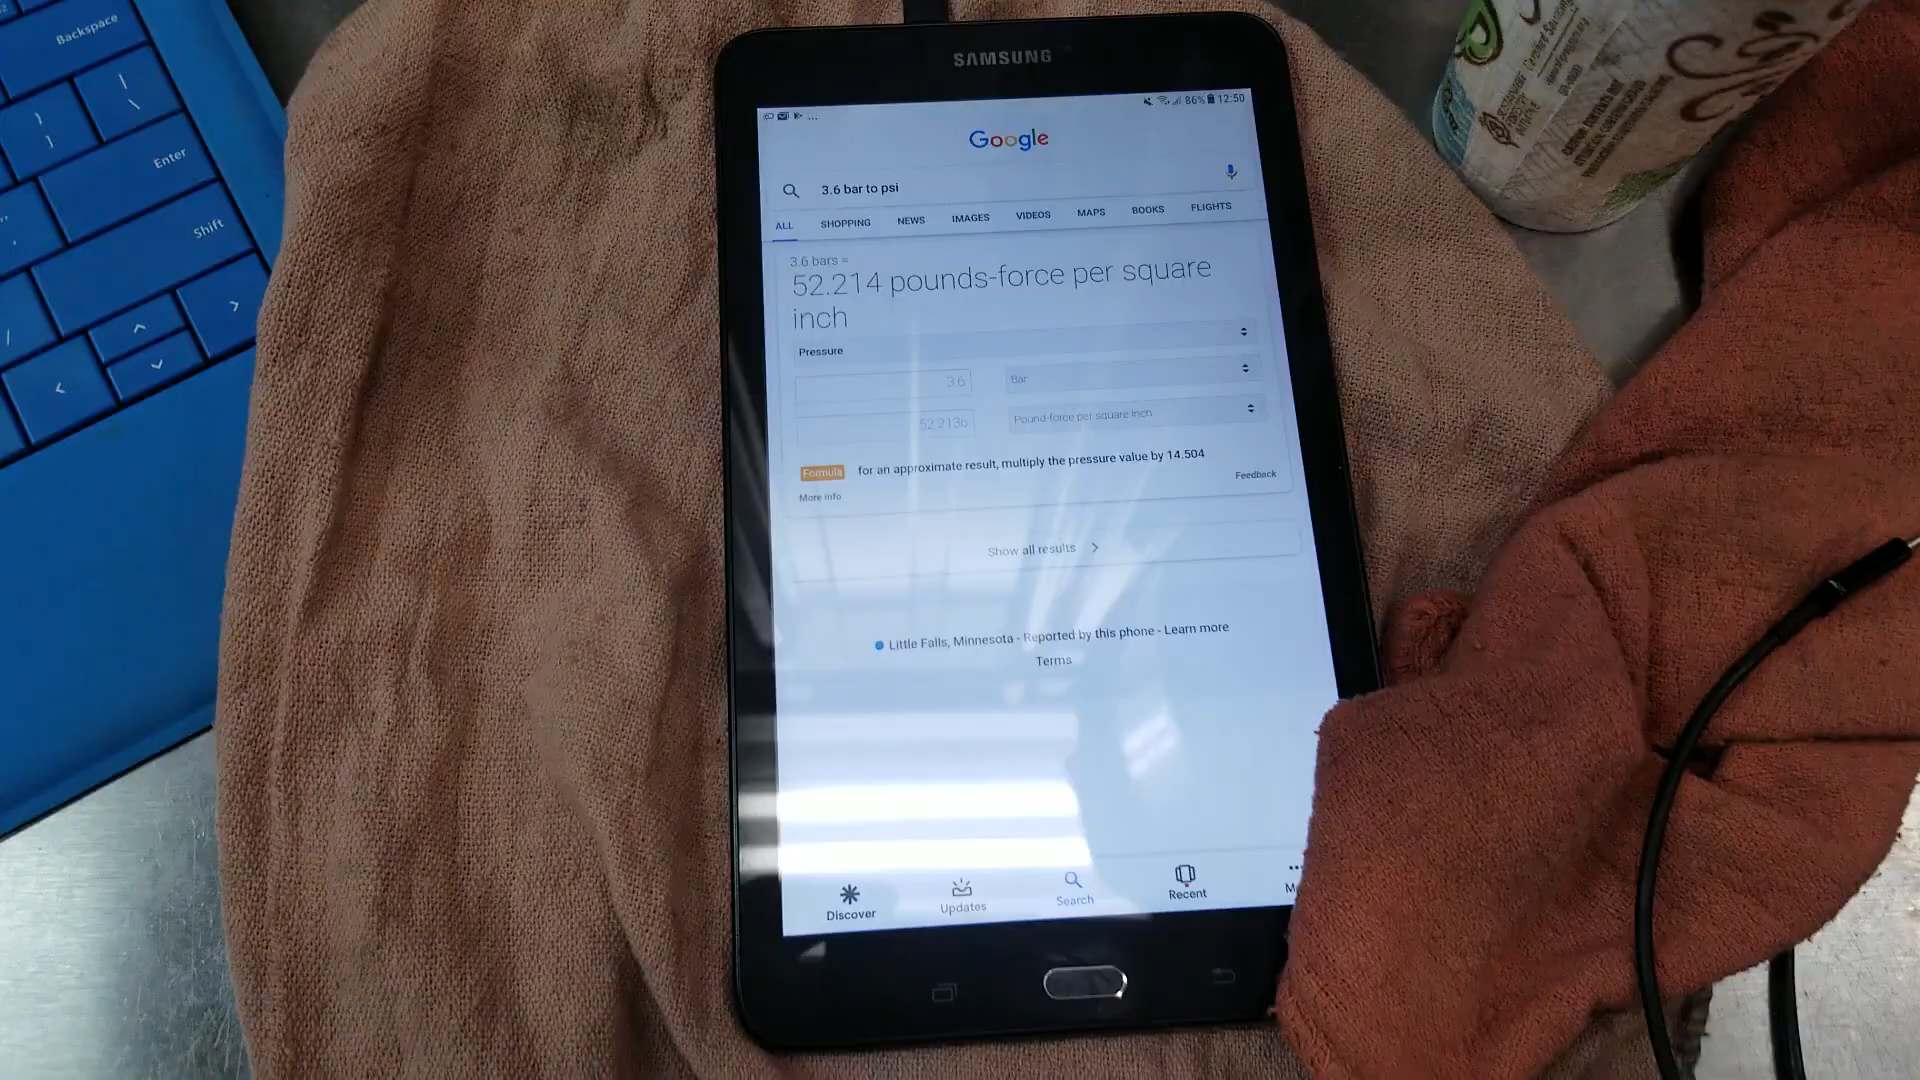 Backspace
Enter
Shift
SAMSUNG
86% 12:50
Google
3.6 bar to psi
ALL SHOPPING NEWS IMAGES VIDEOS MAPS BOOKS FLIGHTS
3.6 bars =
52.214 pounds-force per square
inch
Pressure
3.6 Bar
52.2136 Pound-force per square inch
Formula for an approximate result, multiply the pressure value by 14.504
More info
Feedback
Show all results
Little Falls, Minnesota - Reported by this phone - Learn more
Terms
Discover Updates Search Recent